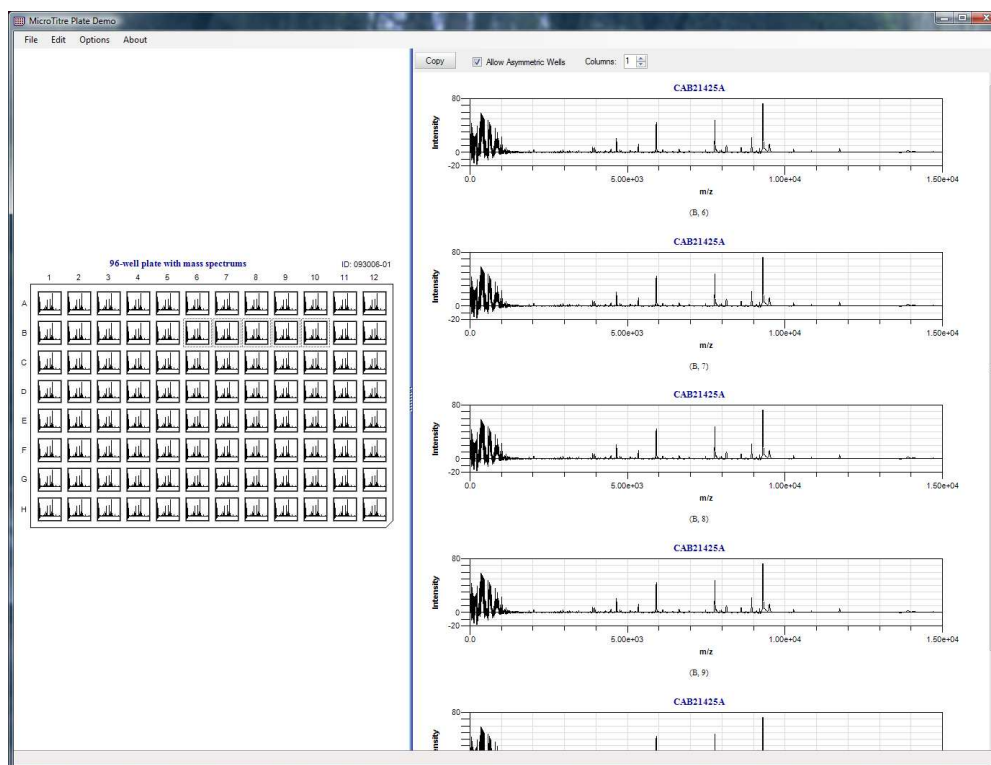 MicroTitre Plate Demo
File Edit Options About
Copy Allow Asymmetric Wells Columns: 1
96-well plate with mass spectrums ID: 093006-01
1 2 3 4 5 6 7 8 9 10 11 12
A
B
C
D
E
F
G
H
CAB21425A
80
0
-20
Intensity
0.0 5.00e+03 1.00e+04 1.50e+04
m/z
(B, 6)
CAB21425A
80
0
-20
Intensity
0.0 5.00e+03 1.00e+04 1.50e+04
m/z
(B, 7)
CAB21425A
80
0
-20
Intensity
0.0 5.00e+03 1.00e+04 1.50e+04
m/z
(B, 8)
CAB21425A
80
0
-20
Intensity
0.0 5.00e+03 1.00e+04 1.50e+04
m/z
(B, 9)
CAB21425A
80